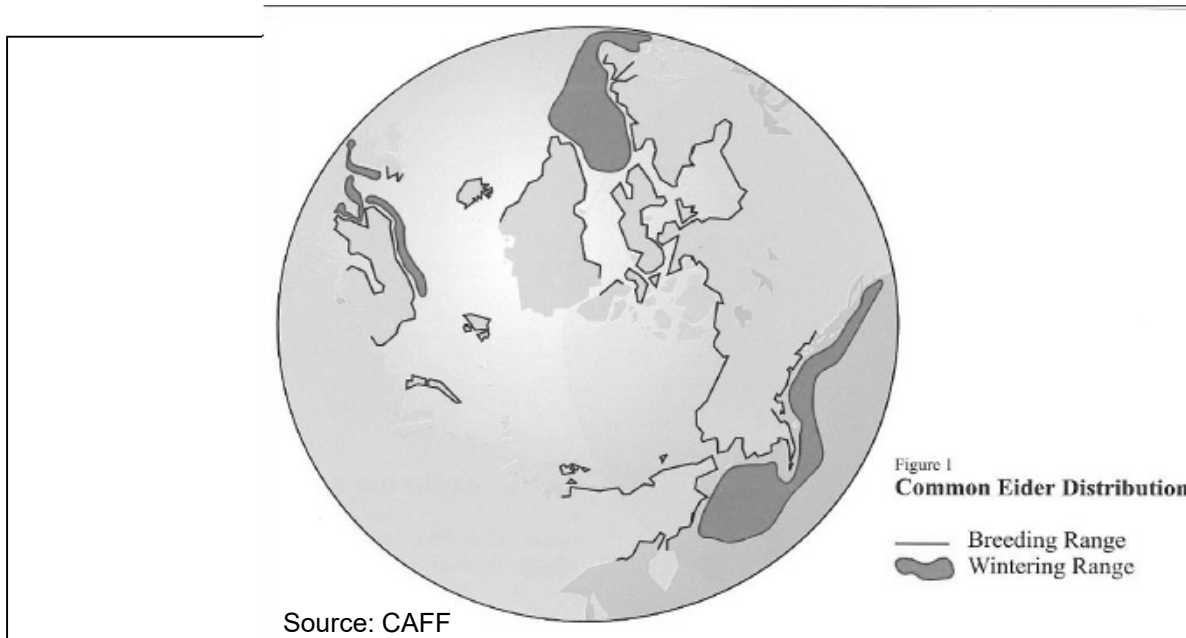 Figure 1
Common Eider Distribution
Breeding Range
Wintering Range
Source: CAFF